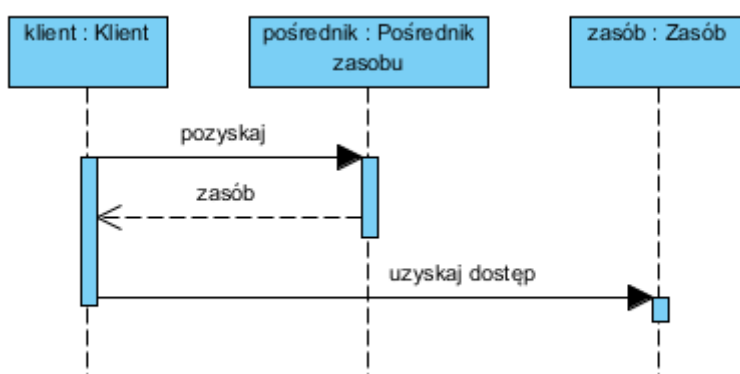 klient : Klient
pośrednik : Pośrednik
zasobu
zasób : Zasób
pozyskaj
zasób
uzyskaj dostęp